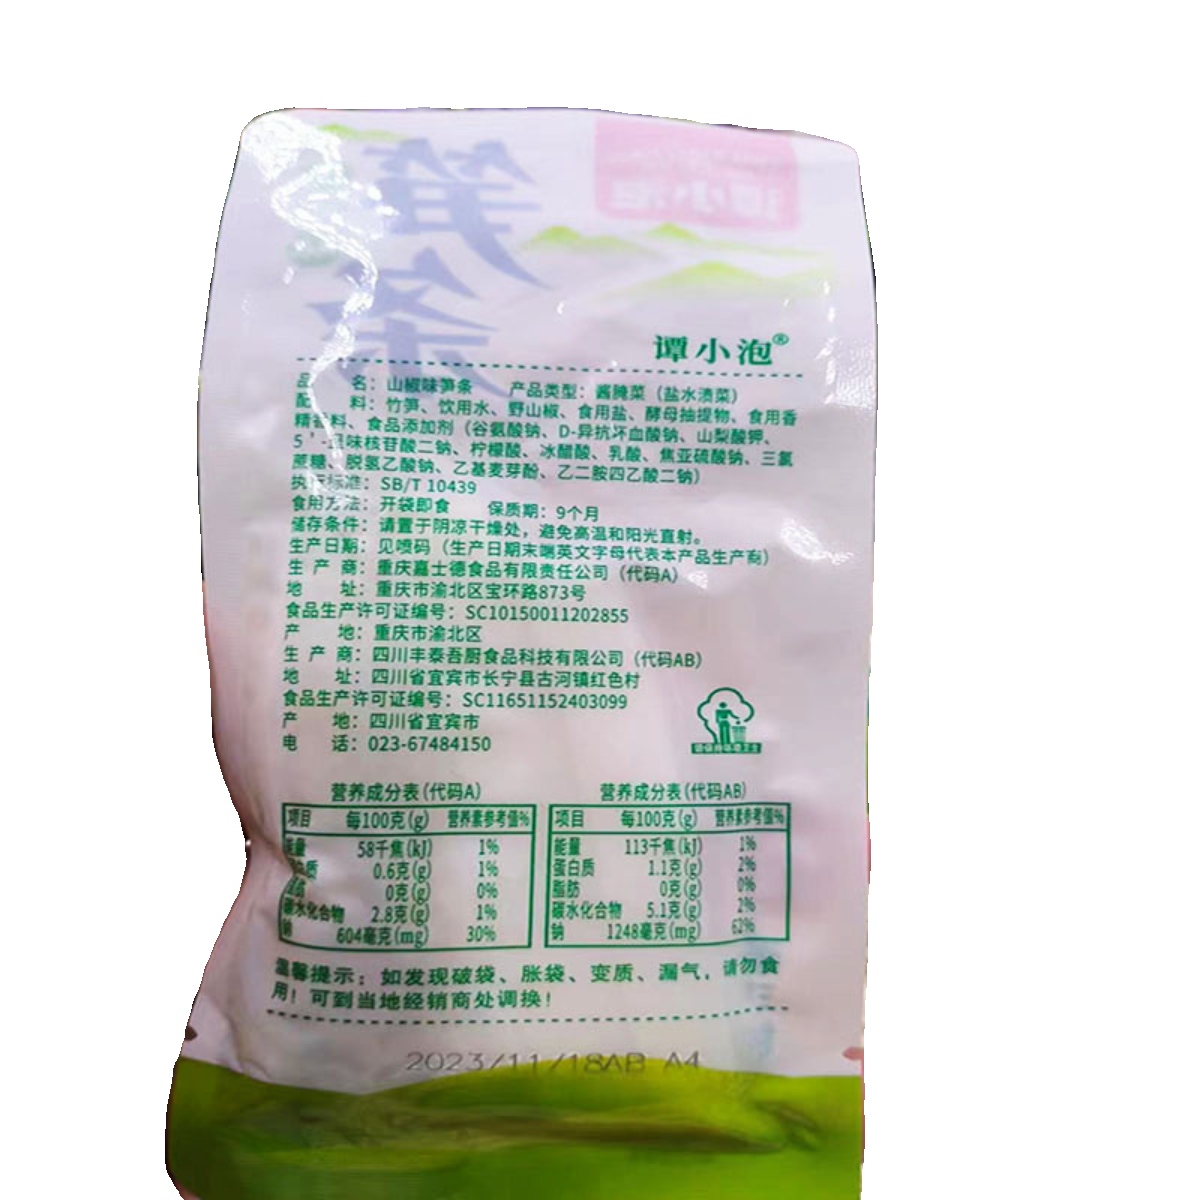 笋
条
谭小泡
谭小泡®
品 名：山椒味笋条 产品类型：酱腌菜（盐水渍菜）
配 料：竹笋、饮用水、野山椒、食用盐、酵母抽提物、食用香
精香料、食品添加剂（谷氨酸钠、D-异抗坏血酸钠、山梨酸钾、
5＇-呈味核苷酸二钠、柠檬酸、冰醋酸、乳酸、焦亚硫酸钠、三氯
蔗糖、脱氢乙酸钠、乙基麦芽酚、乙二胺四乙酸二钠）
执行标准：SB/T 10439
食用方法：开袋即食 保质期：9个月
储存条件：请置于阴凉干燥处，避免高温和阳光直射。
生产日期：见喷码（生产日期末端英文字母代表本产品生产商）
生 产 商：重庆嘉士德食品有限责任公司（代码A）
地 址：重庆市渝北区宝环路873号
食品生产许可证编号：SC10150011202855
产 地：重庆市渝北区
生 产 商：四川丰泰吾厨食品科技有限公司（代码AB）
地 址：四川省宜宾市长宁县古河镇红色村
食品生产许可证编号：SC11651152403099
产 地：四川省宜宾市
电 话：023-67484150
营养成分表(代码A)
项目 每100克(g) 营养素参考值%
能量 58千焦(kJ) 1%
蛋白质 0.6克(g) 1%
脂肪 0克(g) 0%
碳水化合物 2.8克(g) 1%
钠 604毫克(mg) 30%
营养成分表(代码AB)
项目 每100克(g) 营养素参考值%
能量 113千焦(kJ) 1%
蛋白质 1.1克(g) 2%
脂肪 0克(g) 0%
碳水化合物 5.1克(g) 2%
钠 1248毫克(mg) 62%
温馨提示：如发现破袋、胀袋、变质、漏气，请勿食
用！可到当地经销商处调换！
2023/11/18AB A4